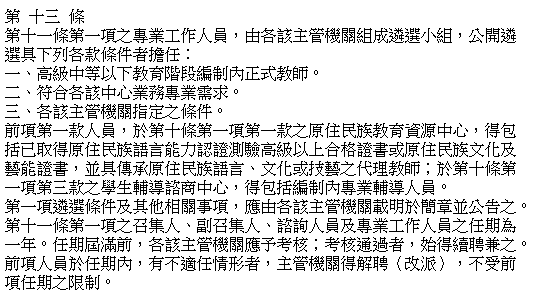 第 十三 條
第十一條第一項之專業工作人員，由各該主管機關組成遴選小組，公開遴
選具下列各款條件者擔任：
一、高級中等以下教育階段編制內正式教師。
二、符合各該中心業務專業需求。
三、各該主管機關指定之條件。
前項第一款人員，於第十條第一項第一款之原住民族教育資源中心，得包
括已取得原住民族語言能力認證測驗高級以上合格證書或原住民族文化及
藝能證書，並具傳承原住民族語言、文化或技藝之代理教師；於第十條第
一項第三款之學生輔導諮商中心，得包括編制內專業輔導人員。
第一項遴選條件及其他相關事項，應由各該主管機關載明於簡章並公告之。
第十一條第一項之召集人、副召集人、諮詢人員及專業工作人員之任期為
一年。任期屆滿前，各該主管機關應予考核；考核通過者，始得續聘兼之。
前項人員於任期內，有不適任情形者，主管機關得解聘（改派），不受前
項任期之限制。